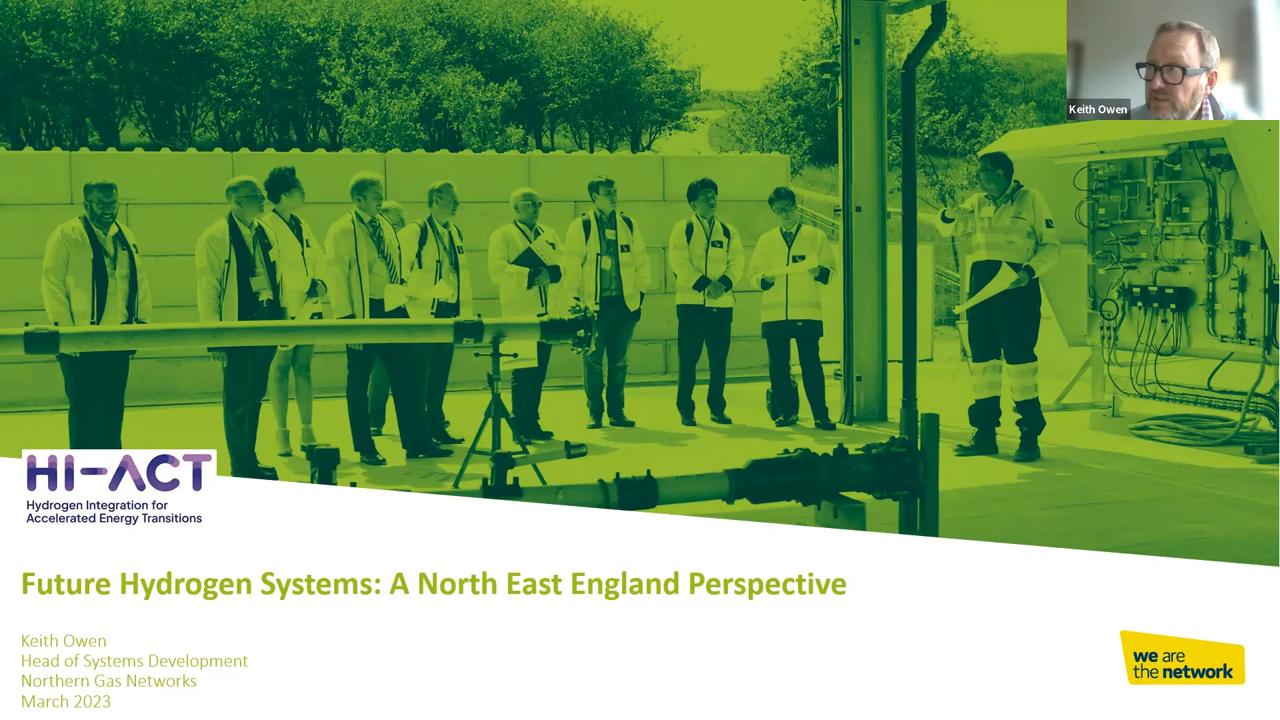 Keith Owen
HI-ACT
Hydrogen Integration for
Accelerated Energy Transitions
Future Hydrogen Systems: A North East England Perspective
Keith Owen
Head of Systems Development
Northern Gas Networks
March 2023
we are
the network